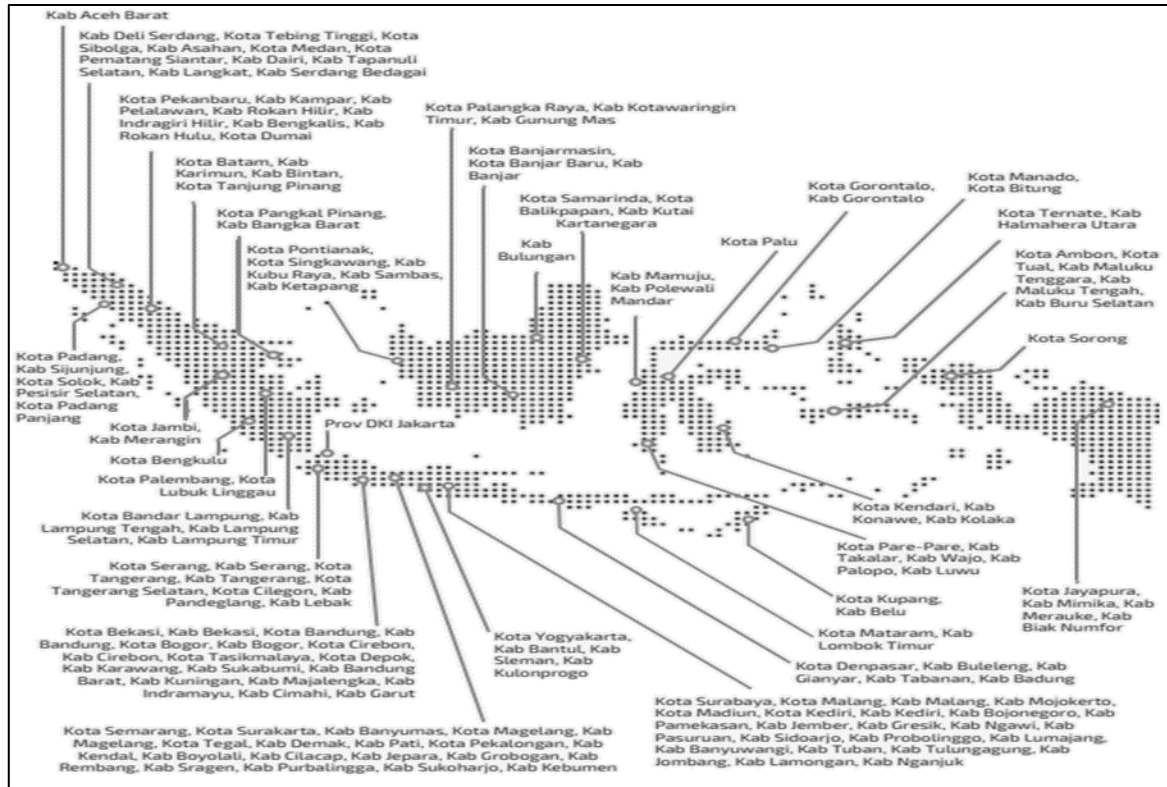 Kab Aceh Barat
Kab Deli Serdang, Kota Tebing Tinggi, Kota
Sibolga, Kab Asahan, Kota Medan, Kota
Pematang Siantar, Kab Dairi, Kab Tapanuli
Selatan, Kab Langkat, Kab Serdang Bedagai
Kota Pekanbaru, Kab Kampar, Kab
Pelalawan, Kab Rokan Hilir, Kab
Indragiri Hilir, Kab Bengkalis, Kab
Rokan Hulu, Kota Dumai
Kota Batam, Kab
Karimun, Kab Bintan,
Kota Tanjung Pinang
Kota Pangkal Pinang,
Kab Bangka Barat
Kota Pontianak,
Kota Singkawang, Kab
Kubu Raya, Kab Sambas,
Kab Ketapang
Kota Palangka Raya, Kab Kotawaringin
Timur, Kab Gunung Mas
Kota Banjarmasin,
Kota Banjar Baru, Kab
Banjar
Kota Samarinda, Kota
Balikpapan, Kab Kutai
Kartanegara
Kab
Bulungan
Kab Mamuju,
Kab Polewali
Mandar
Kota Palu
Kota Gorontalo,
Kab Gorontalo
Kota Manado,
Kota Bitung
Kota Ternate, Kab
Halmahera Utara
Kota Ambon, Kota
Tual, Kab Maluku
Tenggara, Kab
Maluku Tengah,
Kab Buru Selatan
Kota Sorong
Kota Padang,
Kab Sijunjung,
Kota Solok, Kab
Pesisir Selatan,
Kota Padang
Panjang
Kota Jambi,
Kab Merangin
Kota Bengkulu
Kota Palembang, Kota
Lubuk Linggau
Prov DKI Jakarta
Kota Bandar Lampung, Kab
Lampung Tengah, Kab Lampung
Selatan, Kab Lampung Timur
Kota Serang, Kab Serang, Kota
Tangerang, Kab Tangerang, Kota
Tangerang Selatan, Kota Cilegon, Kab
Pandeglang, Kab Lebak
Kota Bekasi, Kab Bekasi, Kota Bandung, Kab
Bandung, Kota Bogor, Kab Bogor, Kota Cirebon,
Kab Cirebon, Kota Tasikmalaya, Kota Depok,
Kab Karawang, Kab Sukabumi, Kab Bandung
Barat, Kab Kuningan, Kab Majalengka, Kab
Indramayu, Kab Cimahi, Kab Garut
Kota Semarang, Kota Surakarta, Kab Banyumas, Kota Magelang, Kab
Magelang, Kota Tegal, Kab Demak, Kab Pati, Kota Pekalongan, Kab
Kendal, Kab Boyolali, Kab Cilacap, Kab Jepara, Kab Grobogan, Kab
Rembang, Kab Sragen, Kab Purbalingga, Kab Sukoharjo, Kab Kebumen
Kota Yogyakarta,
Kab Bantul, Kab
Sleman, Kab
Kulonprogo
Kota Kendari, Kab
Konawe, Kab Kolaka
Kota Pare-Pare, Kab
Takalar, Kab Wajo, Kab
Palopo, Kab Luwu
Kota Kupang,
Kab Belu
Kota Mataram, Kab
Lombok Timur
Kota Denpasar, Kab Buleleng, Kab
Gianyar, Kab Tabanan, Kab Badung
Kota Jayapura,
Kab Mimika, Kab
Merauke, Kab
Biak Numfor
Kota Surabaya, Kota Malang, Kab Malang, Kab Mojokerto,
Kota Madiun, Kota Kediri, Kab Kediri, Kab Bojonegoro, Kab
Pamekasan, Kab Jember, Kab Gresik, Kab Ngawi, Kab
Pasuruan, Kab Sidoarjo, Kab Probolinggo, Kab Lumajang,
Kab Banyuwangi, Kab Tuban, Kab Tulungagung, Kab
Jombang, Kab Lamongan, Kab Nganjuk